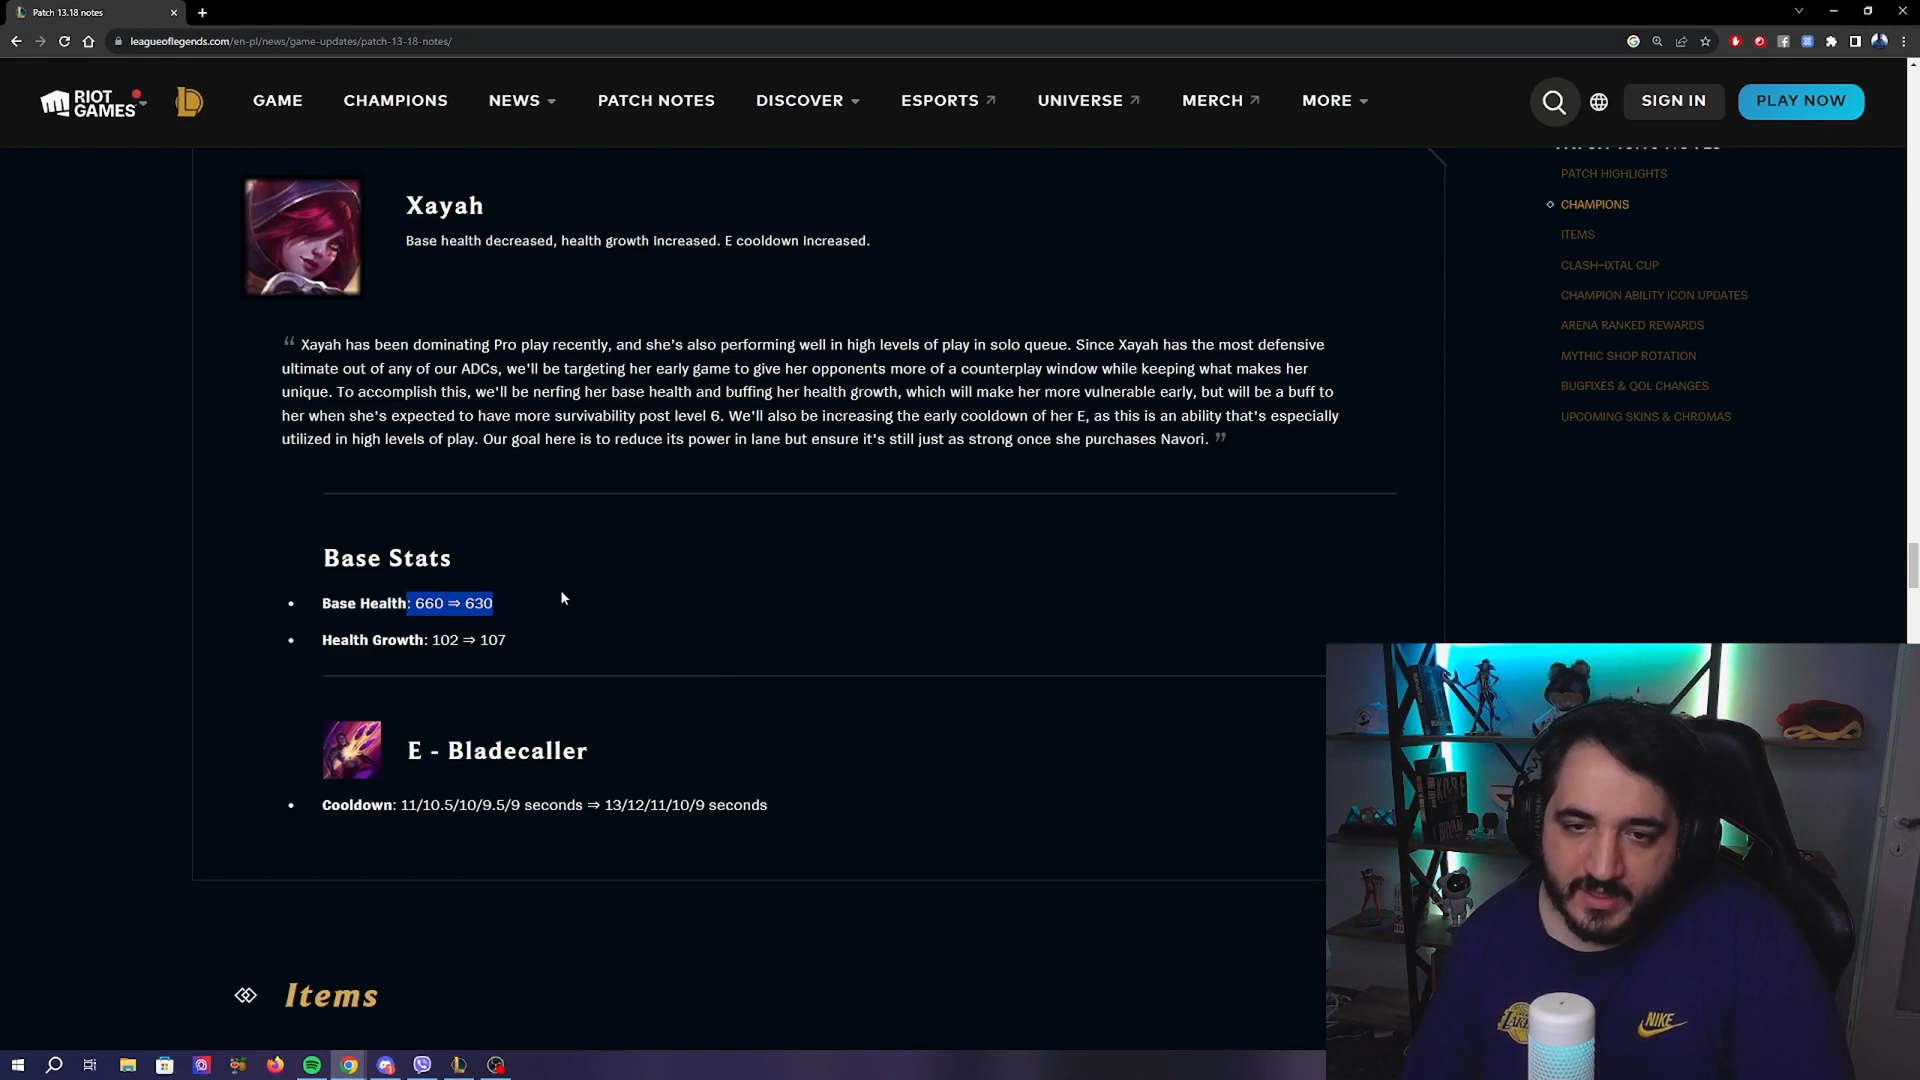 Patch 13.18 notes
leagueoflegends.com/en-pl/news/game-updates/patch-13-18-notes/
RIOT GAMES
GAME
CHAMPIONS
NEWS
PATCH NOTES
DISCOVER
ESPORTS
UNIVERSE
MERCH
MORE
SIGN IN
PLAY NOW
PATCH HIGHLIGHTS
CHAMPIONS
ITEMS
CLASH–IXTAL CUP
CHAMPION ABILITY ICON UPDATES
ARENA RANKED REWARDS
MYTHIC SHOP ROTATION
BUGFIXES & QOL CHANGES
UPCOMING SKINS & CHROMAS
Xayah
Base health decreased, health growth increased. E cooldown increased.
“ Xayah has been dominating Pro play recently, and she's also performing well in high levels of play in solo queue. Since Xayah has the most defensive
ultimate out of any of our ADCs, we'll be targeting her early game to give her opponents more of a counterplay window while keeping what makes her
unique. To accomplish this, we'll be nerfing her base health and buffing her health growth, which will make her more vulnerable early, but will be a buff to
her when she's expected to have more survivability post level 6. We'll also be increasing the early cooldown of her E, as this is an ability that's especially
utilized in high levels of play. Our goal here is to reduce its power in lane but ensure it's still just as strong once she purchases Navori. ”
Base Stats
• Base Health: 660 ⇒ 630
• Health Growth: 102 ⇒ 107
E - Bladecaller
• Cooldown: 11/10.5/10/9.5/9 seconds ⇒ 13/12/11/10/9 seconds
Items
KOBE
BRYANT
NIKE